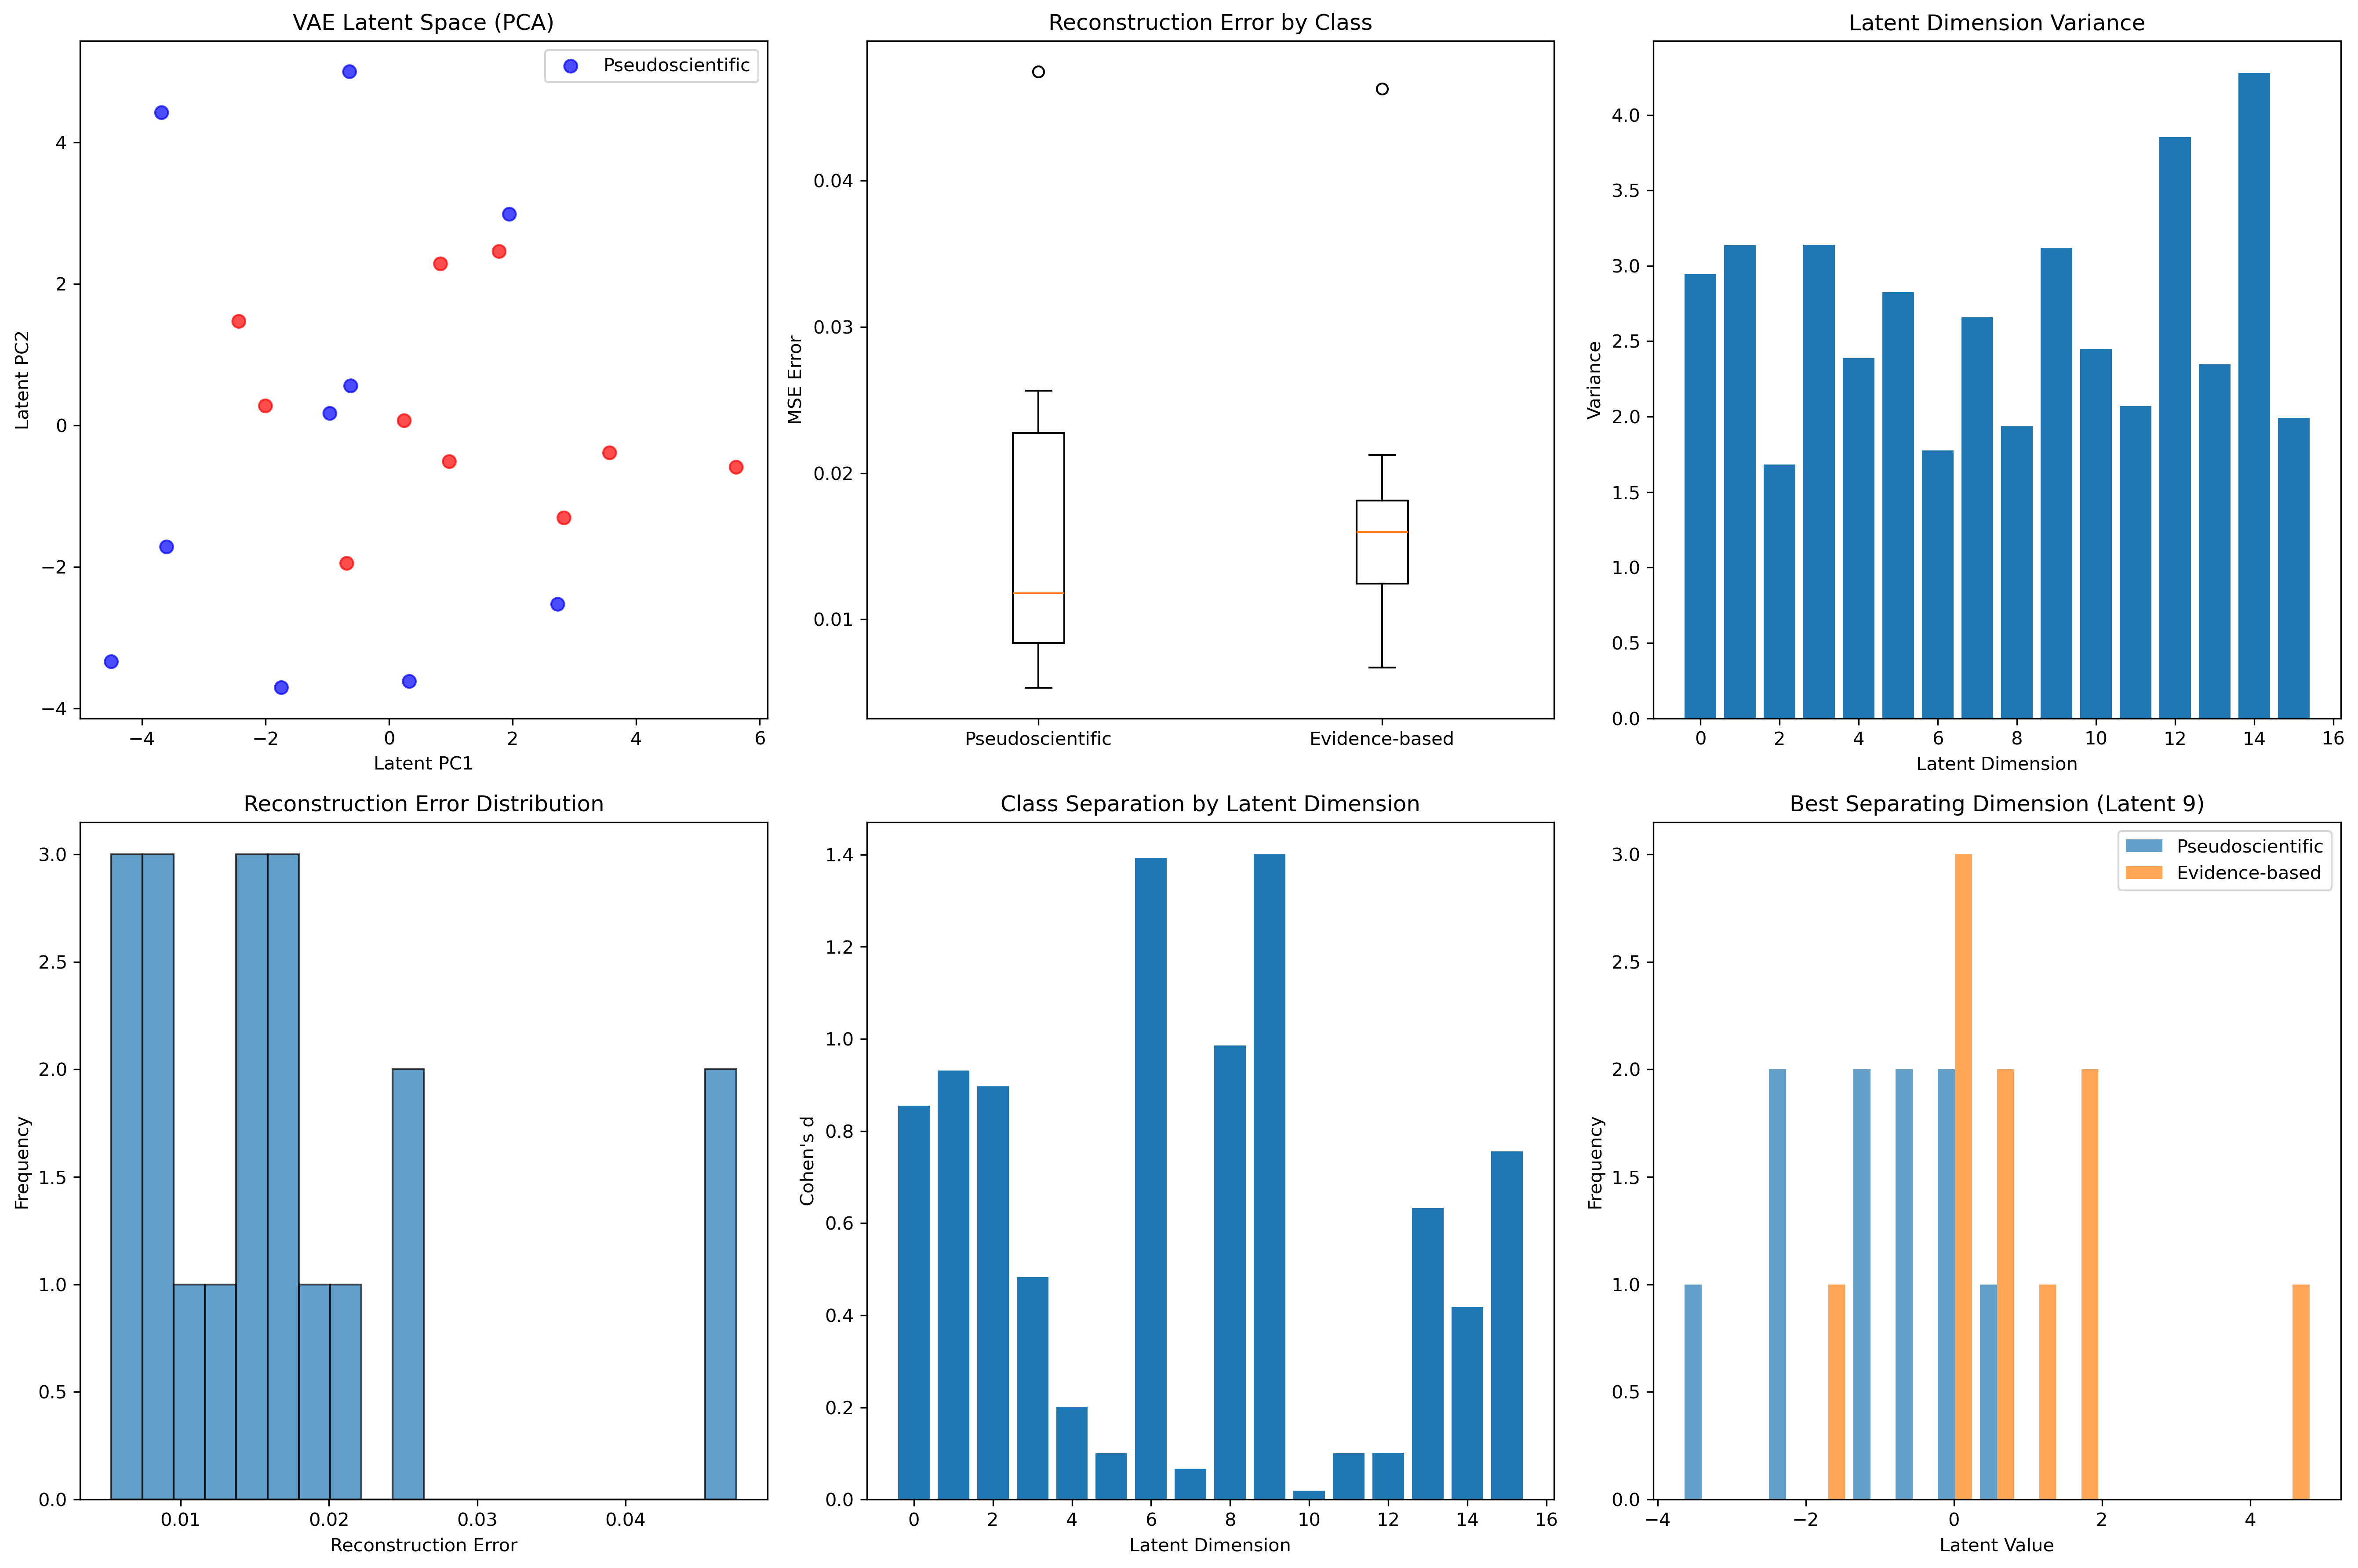 VAE Latent Space (PCA)
Pseudoscientific
4
2
0
−2
−4
Latent PC2
−4 −2 0 2 4 6
Latent PC1
Reconstruction Error by Class
0.04
0.03
0.02
0.01
MSE Error
Pseudoscientific Evidence-based
Latent Dimension Variance
4.0
3.5
3.0
2.5
2.0
1.5
1.0
0.5
0.0
Variance
0 2 4 6 8 10 12 14 16
Latent Dimension
Reconstruction Error Distribution
3.0
2.5
2.0
1.5
1.0
0.5
0.0
Frequency
0.01 0.02 0.03 0.04
Reconstruction Error
Class Separation by Latent Dimension
1.4
1.2
1.0
0.8
0.6
0.4
0.2
0.0
Cohen's d
0 2 4 6 8 10 12 14 16
Latent Dimension
Best Separating Dimension (Latent 9)
Pseudoscientific
Evidence-based
3.0
2.5
2.0
1.5
1.0
0.5
0.0
Frequency
−4 −2 0 2 4
Latent Value